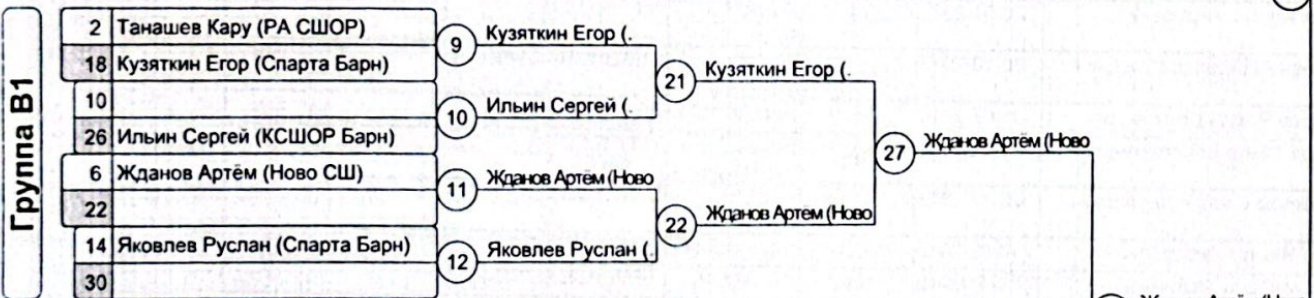 Группа В1
2 Танашев Кару (РА СШОР)
18 Кузяткин Егор (Спарта Барн)
10
26 Ильин Сергей (КСШОР Барн)
6 Жданов Артём (Ново СШ)
22
14 Яковлев Руслан (Спарта Барн)
30
9 Кузяткин Егор (.
10 Ильин Сергей (.
11 Жданов Артём (Ново
12 Яковлев Руслан (.
21 Кузяткин Егор (.
22 Жданов Артём (Ново
27 Жданов Артём (Ново